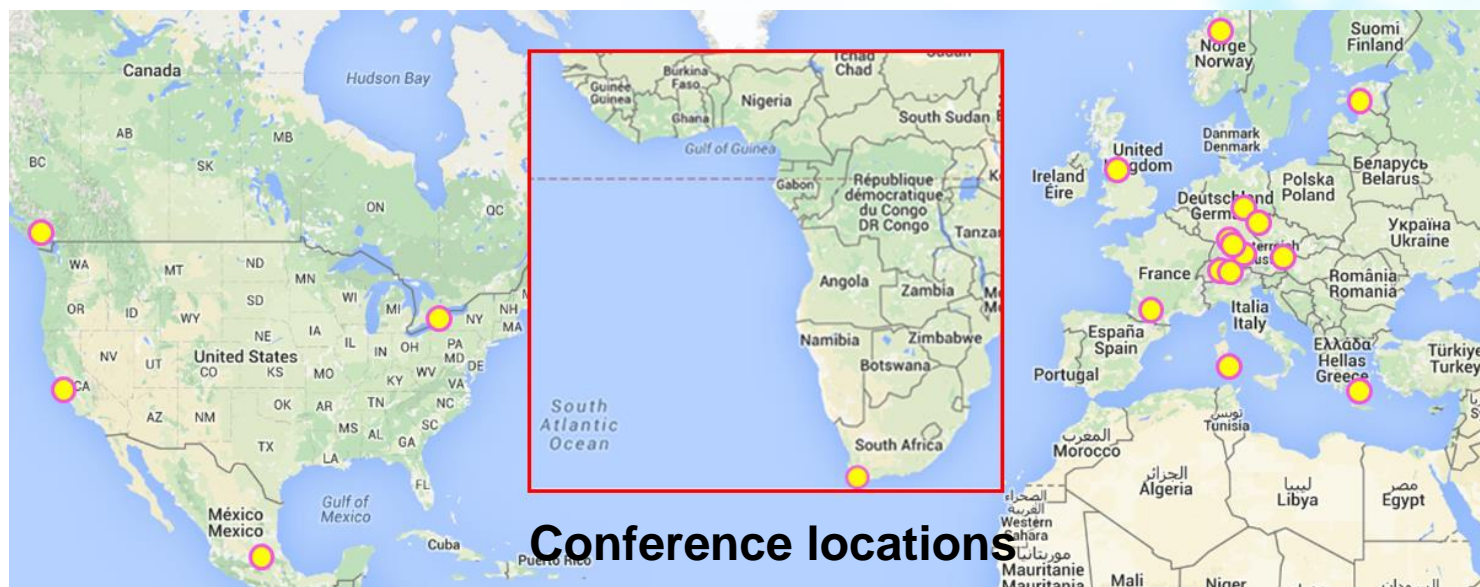 Canada
Hudson Bay
AB
MB
BC
SK
ON
QC
WA
MT
ND
MN
OR
ID
WY
SD
WI
MI
NY
NH
MA
NE
IA
IL
IN
OH
PA
MD
DE
NV
UT
United States
CO
KS
MO
KY
WV
VA
CA
AZ
NM
OK
AR
TN
NC
MS
AL
GA
SC
TX
LA
FL
Gulf of
Mexico
México
Mexico
Cuba
Puerto Rico
Tchad
Chad
Sudan
Burkina
Faso
Guinée
Guinea
Nigeria
Ghana
South Sudan
Gulf of Guinea
Gabon
République
démocratique
du Congo
DR Congo
Angola
Zambia
Namibia
Zimbabwe
Botswana
South
Atlantic
Ocean
South Africa
Conference locations
Norge
Norway
Suomi
Finland
Danmark
Denmark
United
Ireland
Éire
Беларусь
Belarus
Polska
Poland
Україна
Ukraine
France
România
Romania
Italia
Italy
España
Spain
Portugal
Ελλάδα
Hellas
Greece
Türkiye
Turkey
تونس
Tunisia
المغرب
Morocco
الجزائر
Algeria
ليبيا
Libya
مصر
Egypt
الصحراء
الغربية
Western
Sahara
موريتانيا
Mauritanie
Mauritania
Mali
Niger
السودان